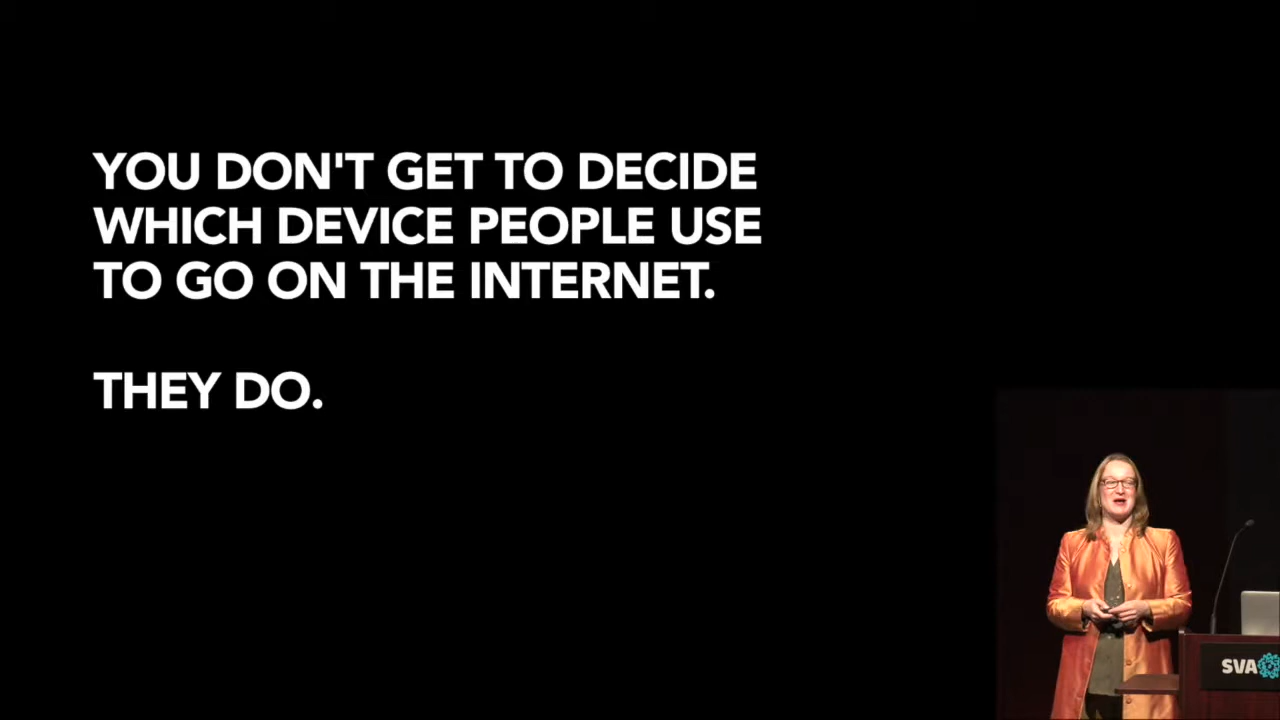 YOU DON'T GET TO DECIDE
WHICH DEVICE PEOPLE USE
TO GO ON THE INTERNET.
THEY DO.
SVA